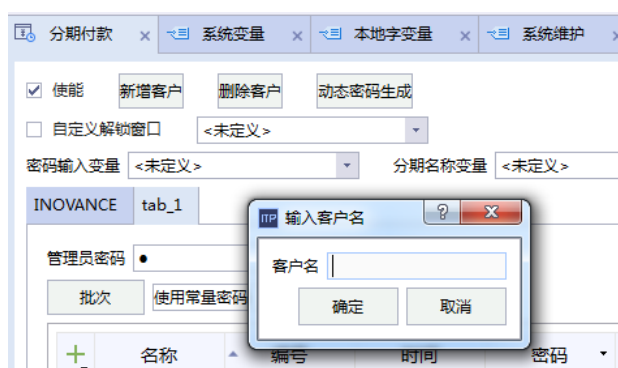 分期付款 系统变量 本地字变量 系统维护
使能 新增客户 删除客户 动态密码生成
自定义解锁窗口 <未定义>
密码输入变量 <未定义> 分期名称变量 <未定义>
INOVANCE tab_1
ITP 输入客户名
管理员密码
客户名
批次 使用常量密码
确定 取消
名称 编号 时间 密码